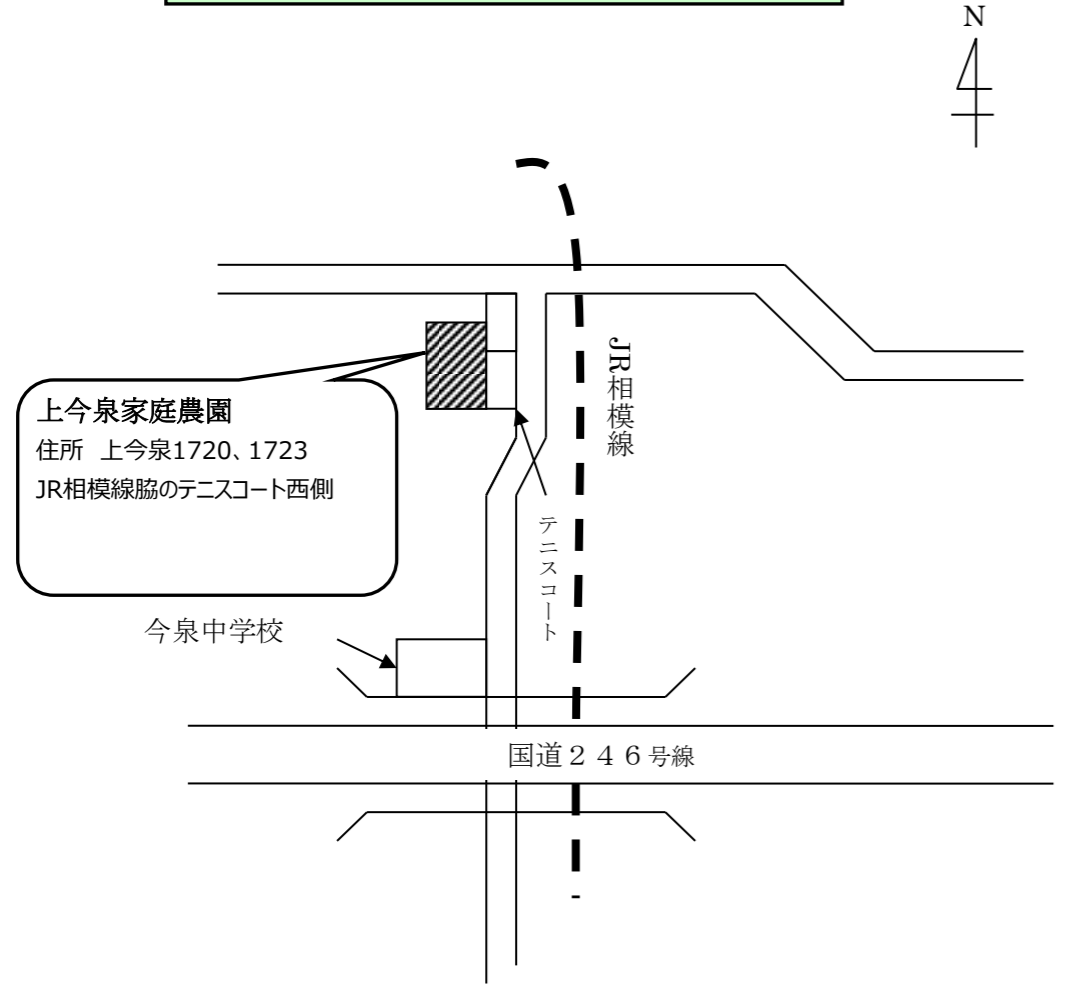 N
JR相模線
上今泉家庭農園
住所 上今泉1720、1723
JR相模線脇のテニスコート西側
テニスコート
今泉中学校
国道２４６号線